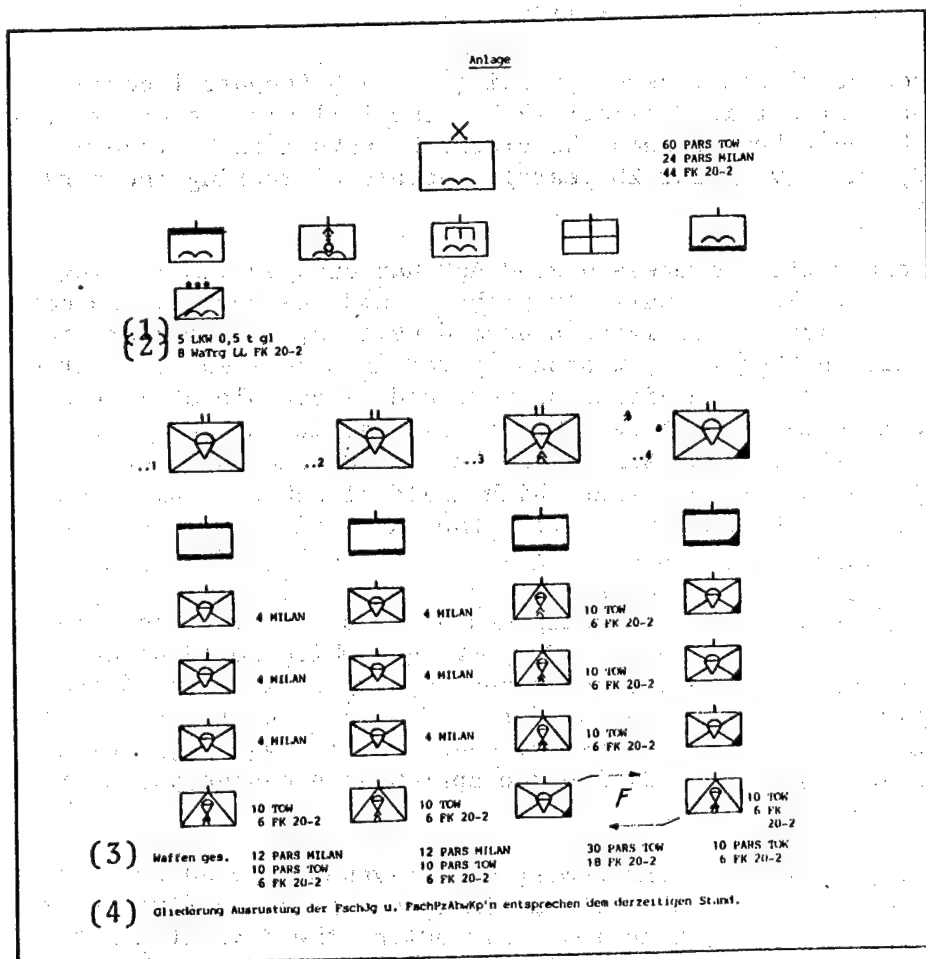 Anlage
60 PARS TOW
24 PARS MILAN
44 FK 20-2
(1) 5 LKW 0,5 t gl
(2) 8 WaTrg LL FK 20-2
..1 ..2 ..3 ..4
4 MILAN 4 MILAN 10 TOW
6 FK 20-2
4 MILAN 4 MILAN 10 TOW
6 FK 20-2
4 MILAN 4 MILAN 10 TOW
6 FK 20-2
F
10 TOW 10 TOW 10 TOW
6 FK 20-2 6 FK 20-2 6 FK
20-2
(3) Waffen ges. 12 PARS MILAN 12 PARS MILAN 30 PARS TOW 10 PARS TOW
10 PARS TOW 10 PARS TOW 18 FK 20-2 6 FK 20-2
6 FK 20-2 6 FK 20-2
(4) Gliederung Ausrustung der FschJg u. FschPzAbwKp'n entsprechen dem derzeitigen Stand.